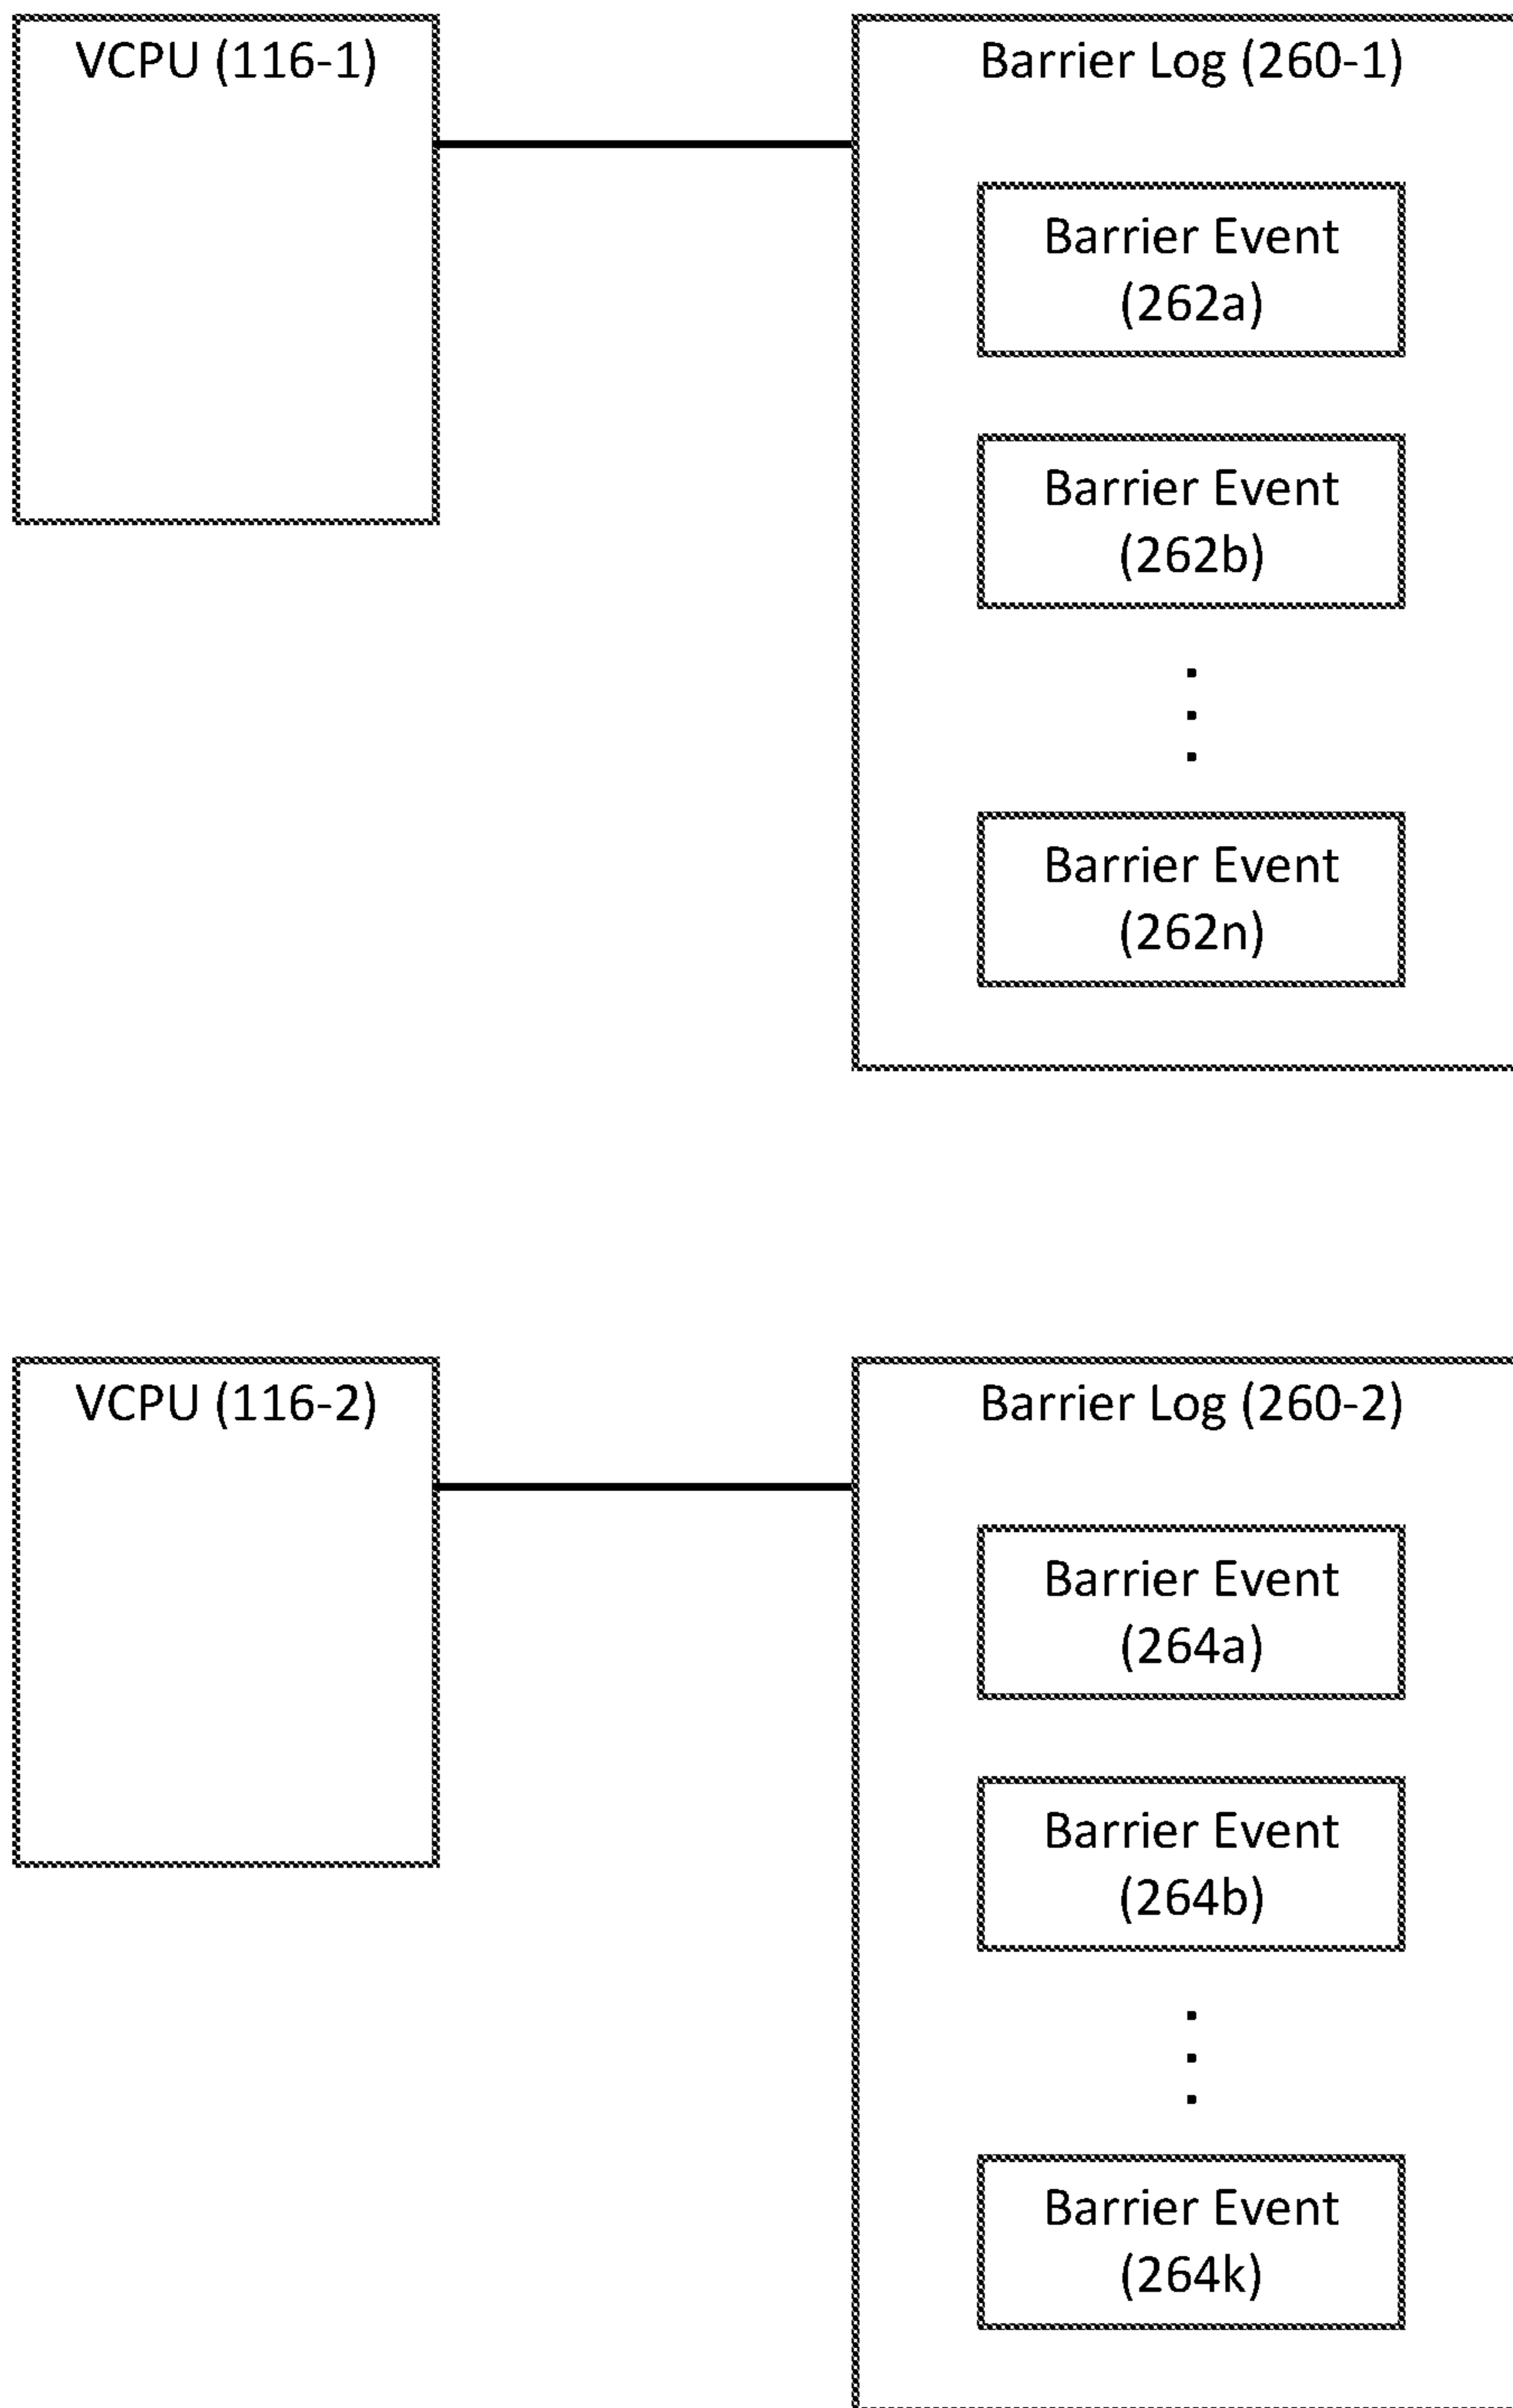 VCPU (116-1)
Barrier Log (260-1)
Barrier Event
(262a)
Barrier Event
(262b)
Barrier Event
(262n)
VCPU (116-2)
Barrier Log (260-2)
Barrier Event
(264a)
Barrier Event
(264b)
Barrier Event
(264k)